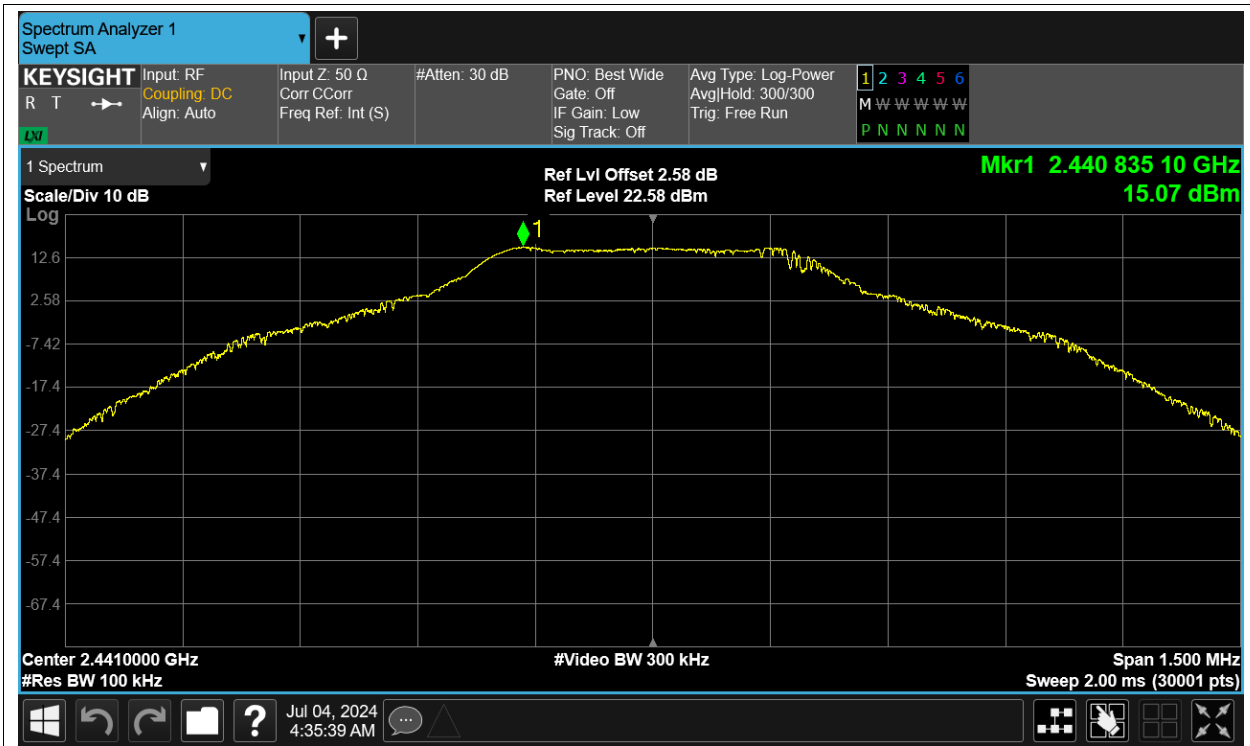 Spectrum Analyzer 1
Swept SA
KEYSIGHT
R T
LXI
Input: RF
Coupling: DC
Align: Auto
Input Z: 50 Ω
Corr CCorr
Freq Ref: Int (S)
#Atten: 30 dB
PNO: Best Wide
Gate: Off
IF Gain: Low
Sig Track: Off
Avg Type: Log-Power
Avg|Hold: 300/300
Trig: Free Run
1 2 3 4 5 6
M W W W W W
P N N N N N
1 Spectrum
Scale/Div 10 dB
Log
Ref Lvl Offset 2.58 dB
Ref Level 22.58 dBm
Mkr1 2.440 835 10 GHz
15.07 dBm
1
12.6
2.58
-7.42
-17.4
-27.4
-37.4
-47.4
-57.4
-67.4
Center 2.4410000 GHz
#Res BW 100 kHz
#Video BW 300 kHz
Span 1.500 MHz
Sweep 2.00 ms (30001 pts)
?
Jul 04, 2024
4:35:39 AM